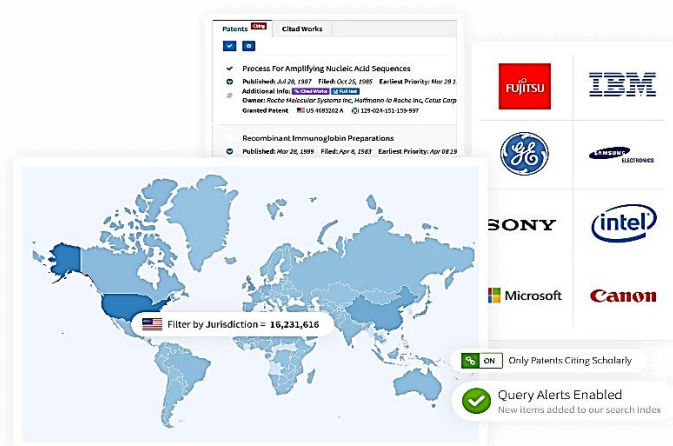 Patents Citing Cited Works
Process For Amplifying Nucleic Acid Sequences
Published: Jul 28, 1987 Filed: Oct 25, 1985 Earliest Priority: Mar 28 1
Additional Info: Cited Works Full text
Owner: Roche Molecular Systems Inc, Hoffmann-la Roche Inc, Cetus Corp
Granted Patent US 4683202 A 129-024-151-159-997
Recombinant Immunoglobin Preparations
Published: Mar 28, 1989 Filed: Apr 8, 1983 Earliest Priority: Apr 08 19
FUJITSU
IBM
GE
SAMSUNG
ELECTRONICS
SONY
intel
Microsoft
Canon
Filter by Jurisdiction = 16,231,616
ON Only Patents Citing Scholarly
Query Alerts Enabled
New items added to our search index